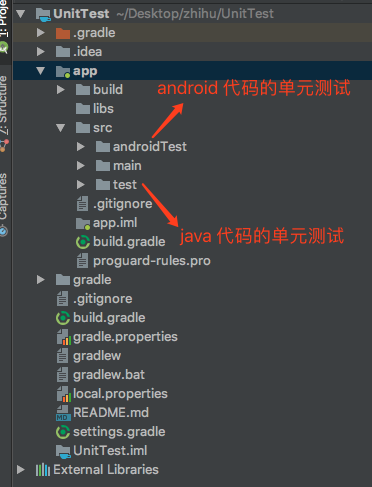 UnitTest ~/Desktop/zhihu/UnitTest
.gradle
.idea
app
build
android 代码的单元测试
libs
src
androidTest
main
test
.gitignore
app.iml
java 代码的单元测试
build.gradle
proguard-rules.pro
gradle
.gitignore
build.gradle
gradle.properties
gradlew
gradlew.bat
local.properties
README.md
settings.gradle
UnitTest.iml
External Libraries
1: Proje
7: Structure
Captures